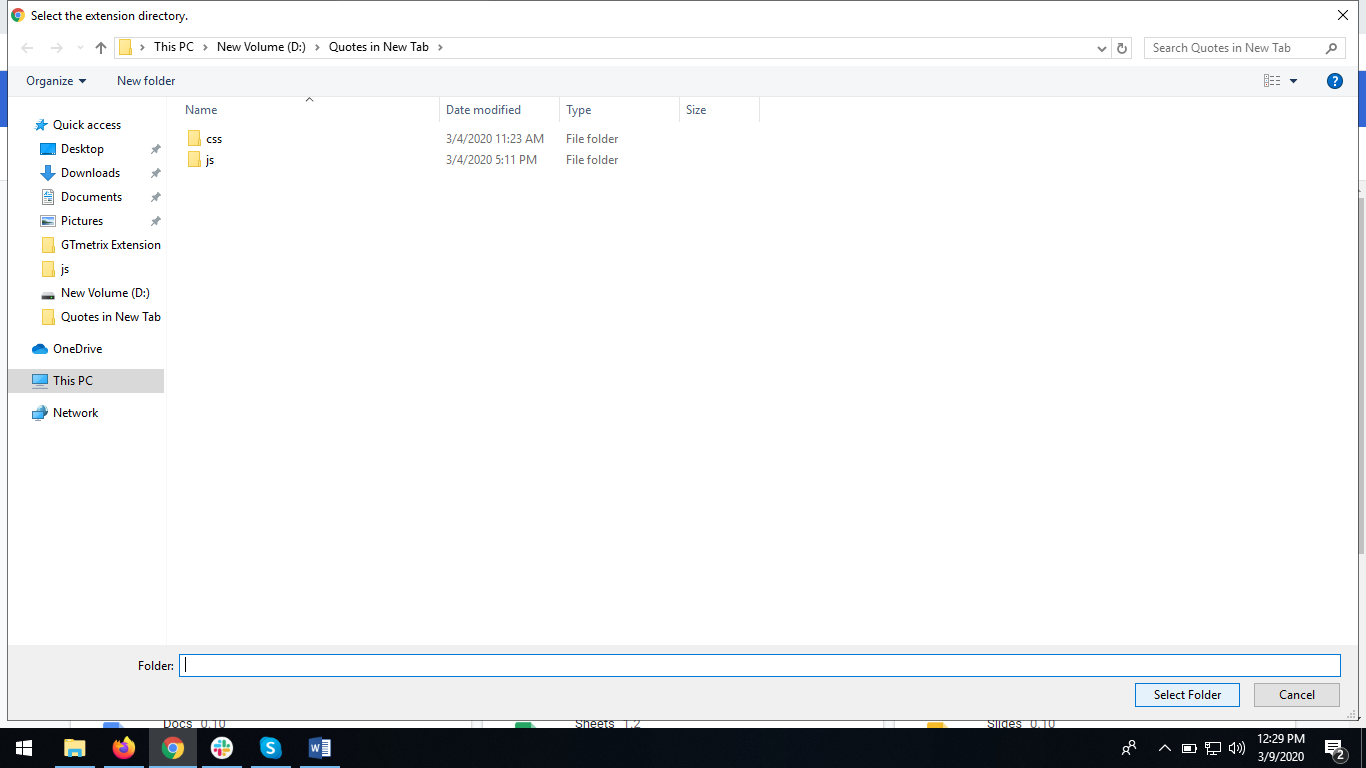 Select the extension directory.
This PC > New Volume (D:) > Quotes in New Tab >
Search Quotes in New Tab
Organize
New folder
?
Name
Date modified
Type
Size
Quick access
Desktop
Downloads
Documents
Pictures
GTmetrix Extension
js
New Volume (D:)
Quotes in New Tab
OneDrive
This PC
Network
css 3/4/2020 11:23 AM File folder
js 3/4/2020 5:11 PM File folder
Folder:
Select Folder
Cancel
Docs 0.10
Sheets 1.2
Slides 0.10
S
W
12:29 PM
3/9/2020
2